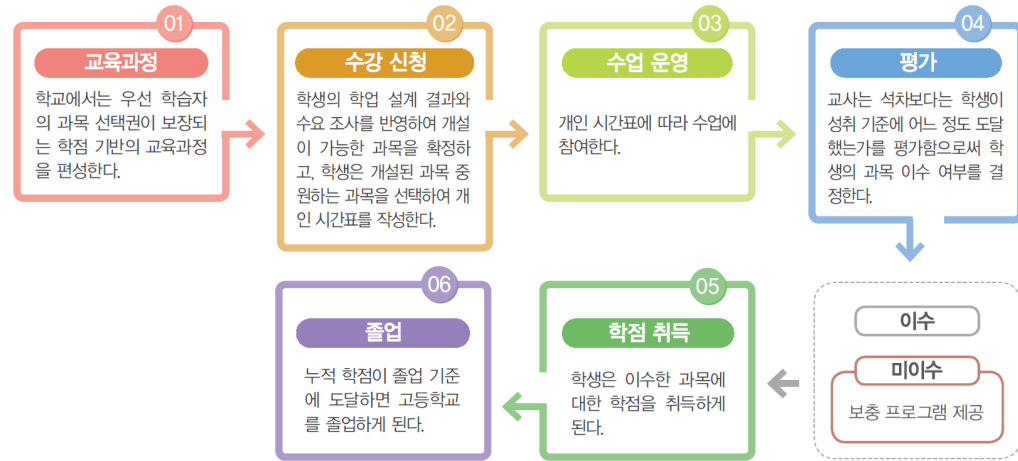 01
교육과정
학교에서는 우선 학습자
의 과목 선택권이 보장되
는 학점 기반의 교육과정
을 편성한다.
02
수강 신청
학생의 학업 설계 결과와
수요 조사를 반영하여 개설
이 가능한 과목을 확정하
고, 학생은 개설된 과목 중
원하는 과목을 선택하여 개
인 시간표를 작성한다.
03
수업 운영
개인 시간표에 따라 수업에
참여한다.
04
평가
교사는 석차보다는 학생이
성취 기준에 어느 정도 도달
했는가를 평가함으로써 학
생의 과목 이수 여부를 결
정한다.
이수
미이수
보충 프로그램 제공
05
학점 취득
학생은 이수한 과목에
대한 학점을 취득하게
된다.
06
졸업
누적 학점이 졸업 기준
에 도달하면 고등학교
를 졸업하게 된다.